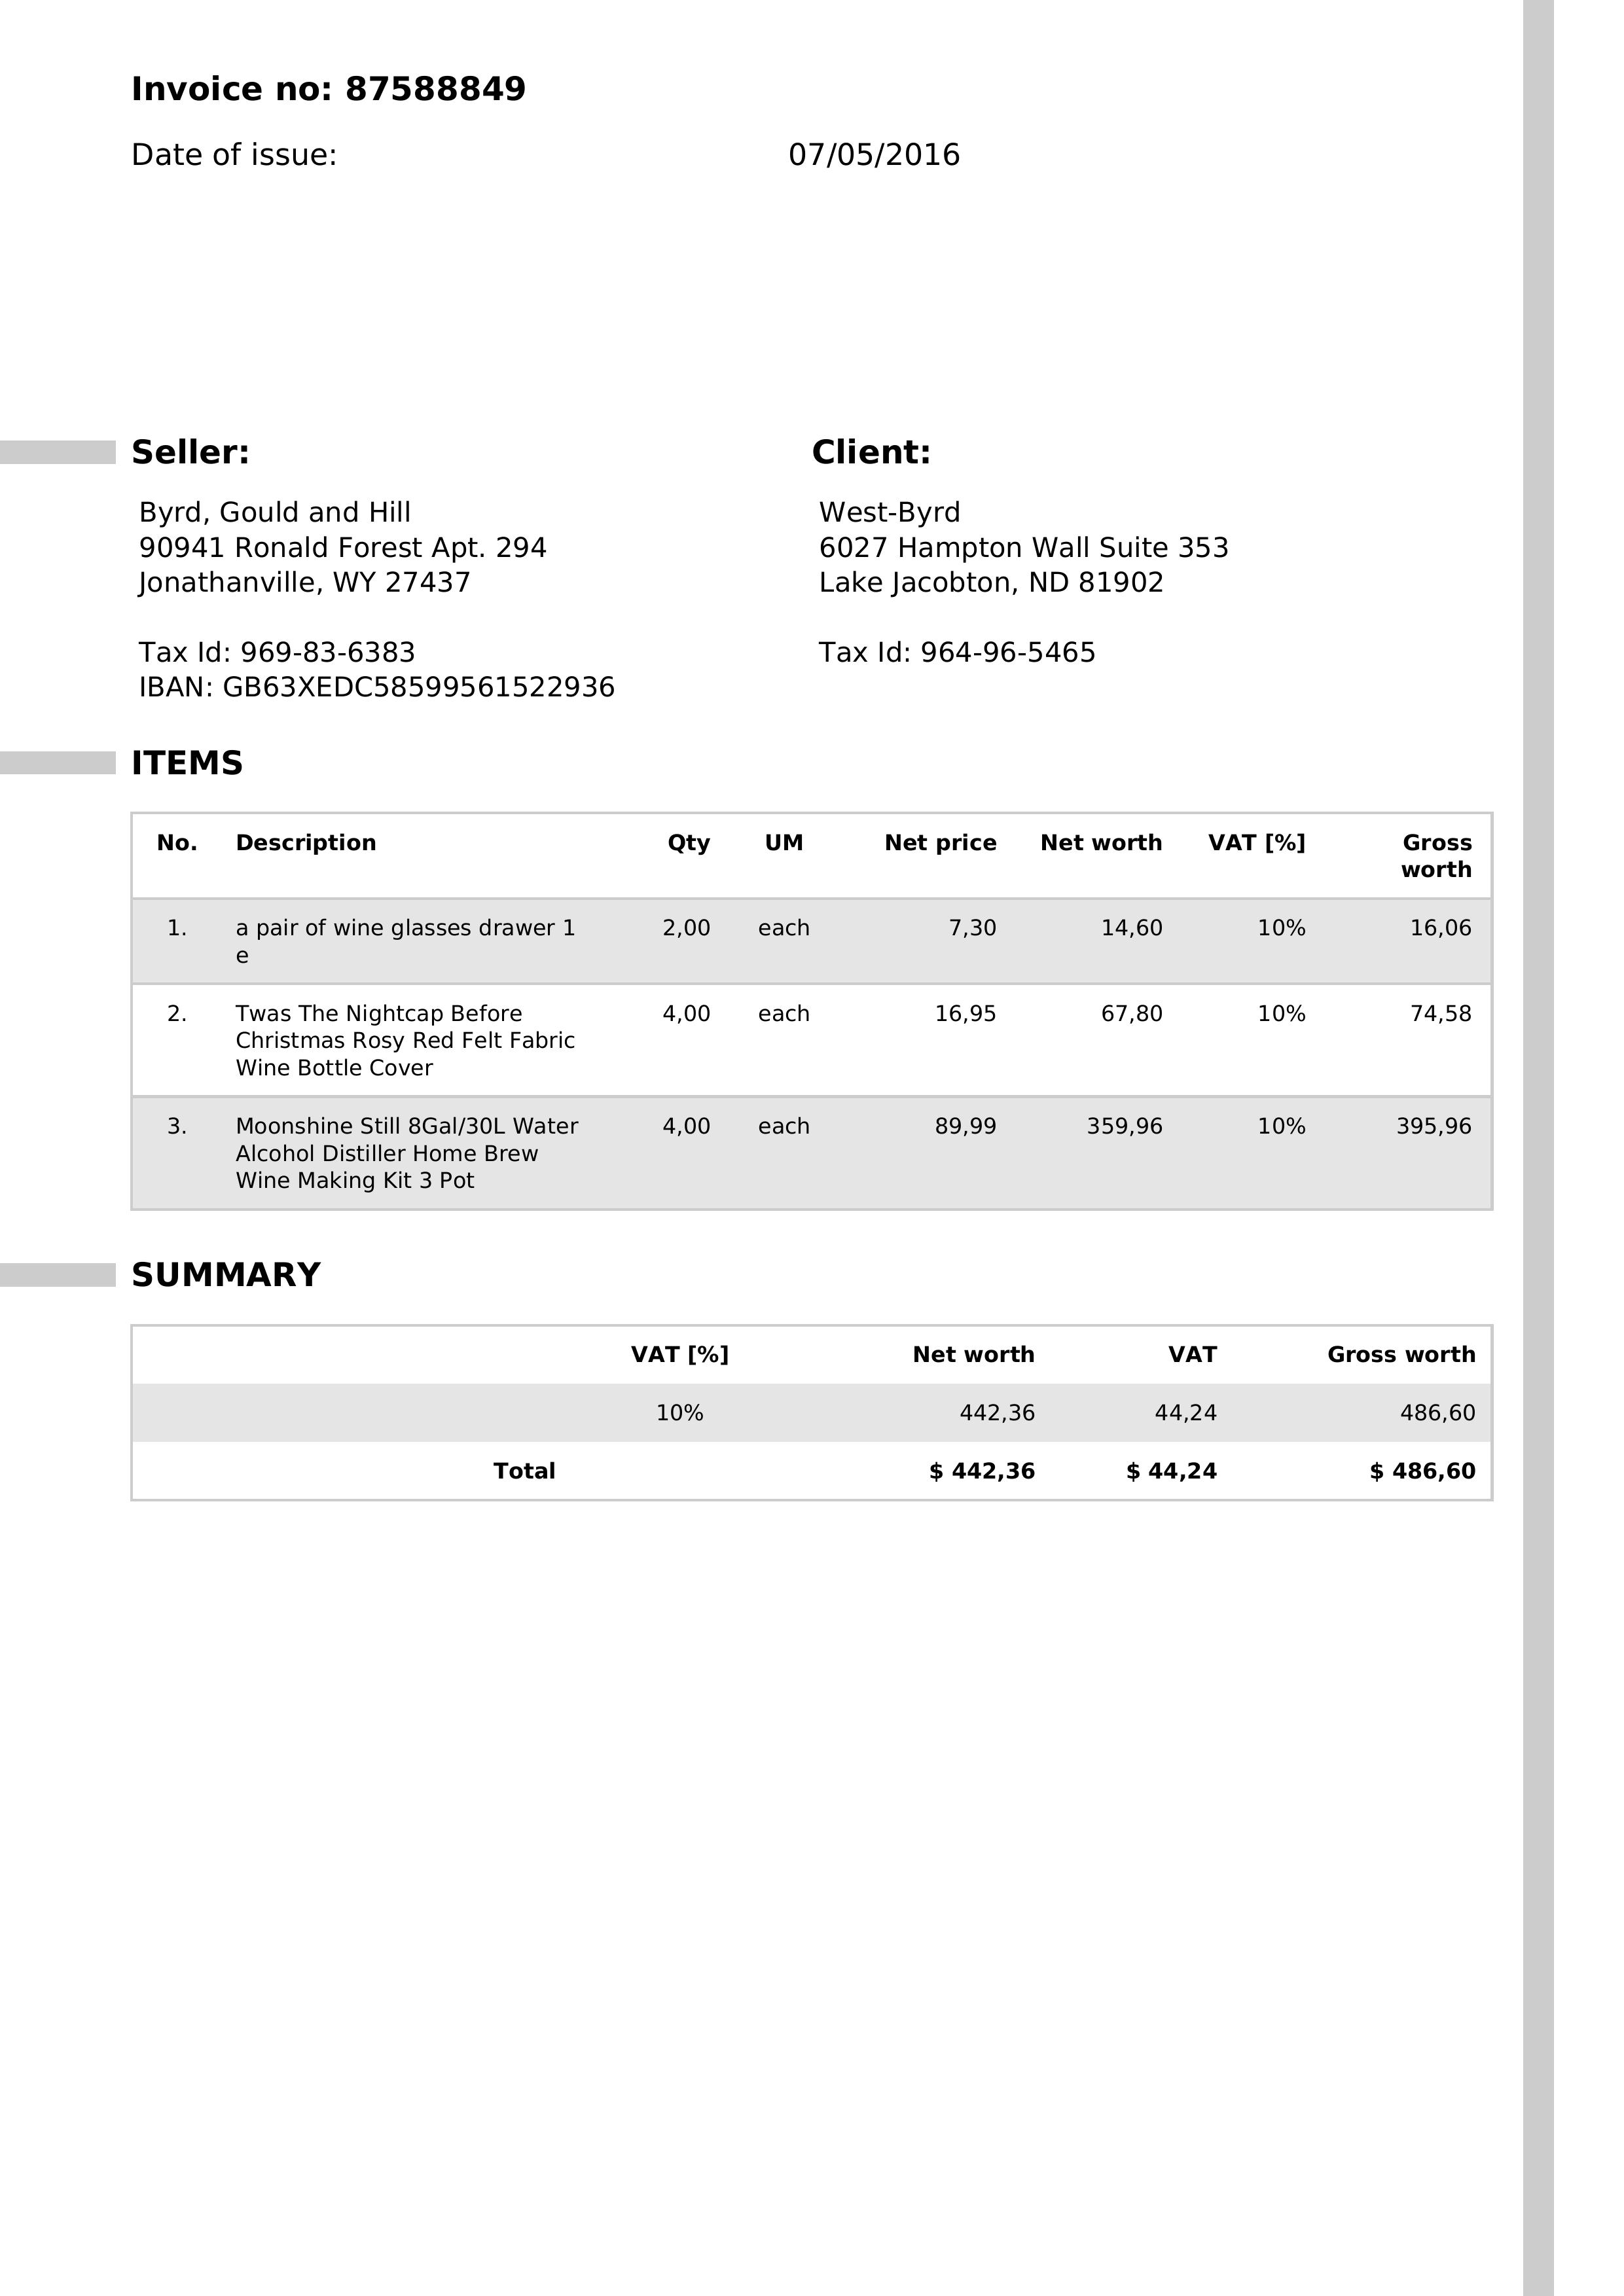 Invoice no: 87588849
Date of issue: 07/05/2016
Seller: Client:
Byrd, Gould and Hill
90941 Ronald Forest Apt. 294
Jonathanville, WY 27437
Tax Id: 969-83-6383
IBAN: GB63XEDC58599561522936
West-Byrd
6027 Hampton Wall Suite 353
Lake Jacobton, ND 81902
Tax Id: 964-96-5465
ITEMS
No. Description Qty UM Net price Net worth VAT [%] Gross
worth
1. a pair of wine glasses drawer 1 2,00 each 7,30 14,60 10% 16,06
e
2. Twas The Nightcap Before 4,00 each 16,95 67,80 10% 74,58
Christmas Rosy Red Felt Fabric
Wine Bottle Cover
3. Moonshine Still 8Gal/30L Water 4,00 each 89,99 359,96 10% 395,96
Alcohol Distiller Home Brew
Wine Making Kit 3 Pot
SUMMARY
VAT [%] Net worth VAT Gross worth
10% 442,36 44,24 486,60
Total $ 442,36 $ 44,24 $ 486,60